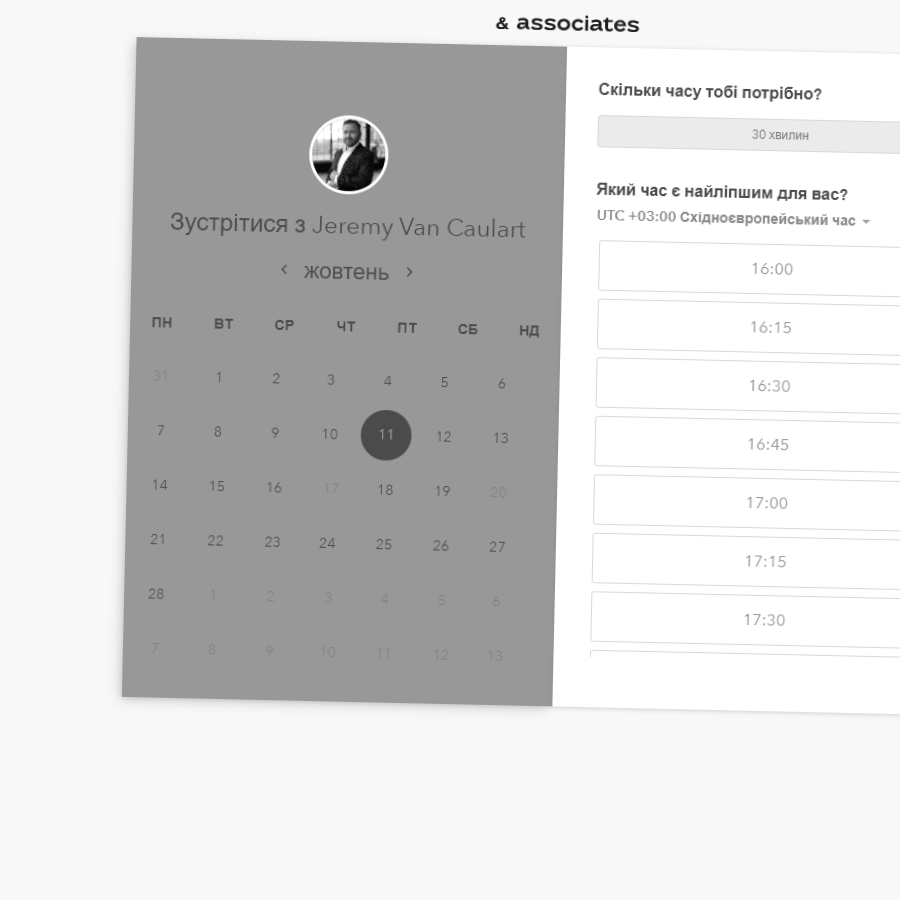 & associates
Зустрітися з Jeremy Van Caulart
жовтень
ПН ВТ СР ЧТ ПТ СБ НД
31 1 2 3 4 5 6
7 8 9 10 11 12 13
14 15 16 17 18 19 20
21 22 23 24 25 26 27
28 1 2 3 4 5 6
7 8 9 10 11 12 13
Скільки часу тобі потрібно?
30 хвилин
Який час є найліпшим для вас?
UTC +03:00 Східноєвропейський час
16:00
16:15
16:30
16:45
17:00
17:15
17:30